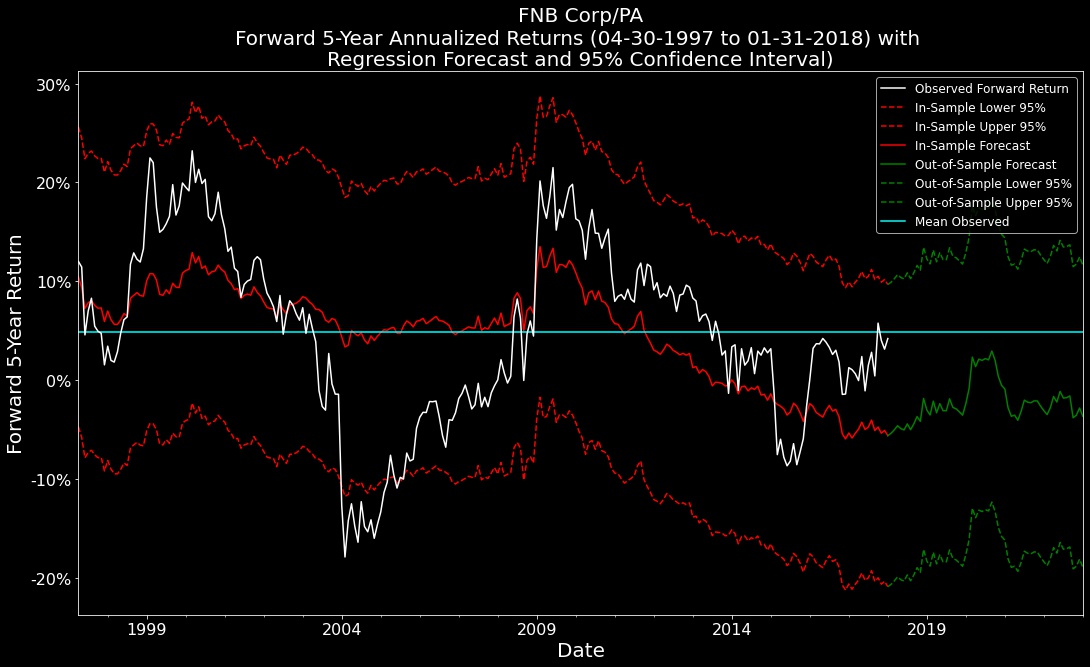 FNB Corp/PA
Forward 5-Year Annualized Returns (04-30-1997 to 01-31-2018) with
Regression Forecast and 95% Confidence Interval)
30%
20%
10%
0%
-10%
-20%
Forward 5-Year Return
Observed Forward Return
In-Sample Lower 95%
In-Sample Upper 95%
In-Sample Forecast
Out-of-Sample Forecast
Out-of-Sample Lower 95%
Out-of-Sample Upper 95%
Mean Observed
1999
2004
2009
2014
2019
Date